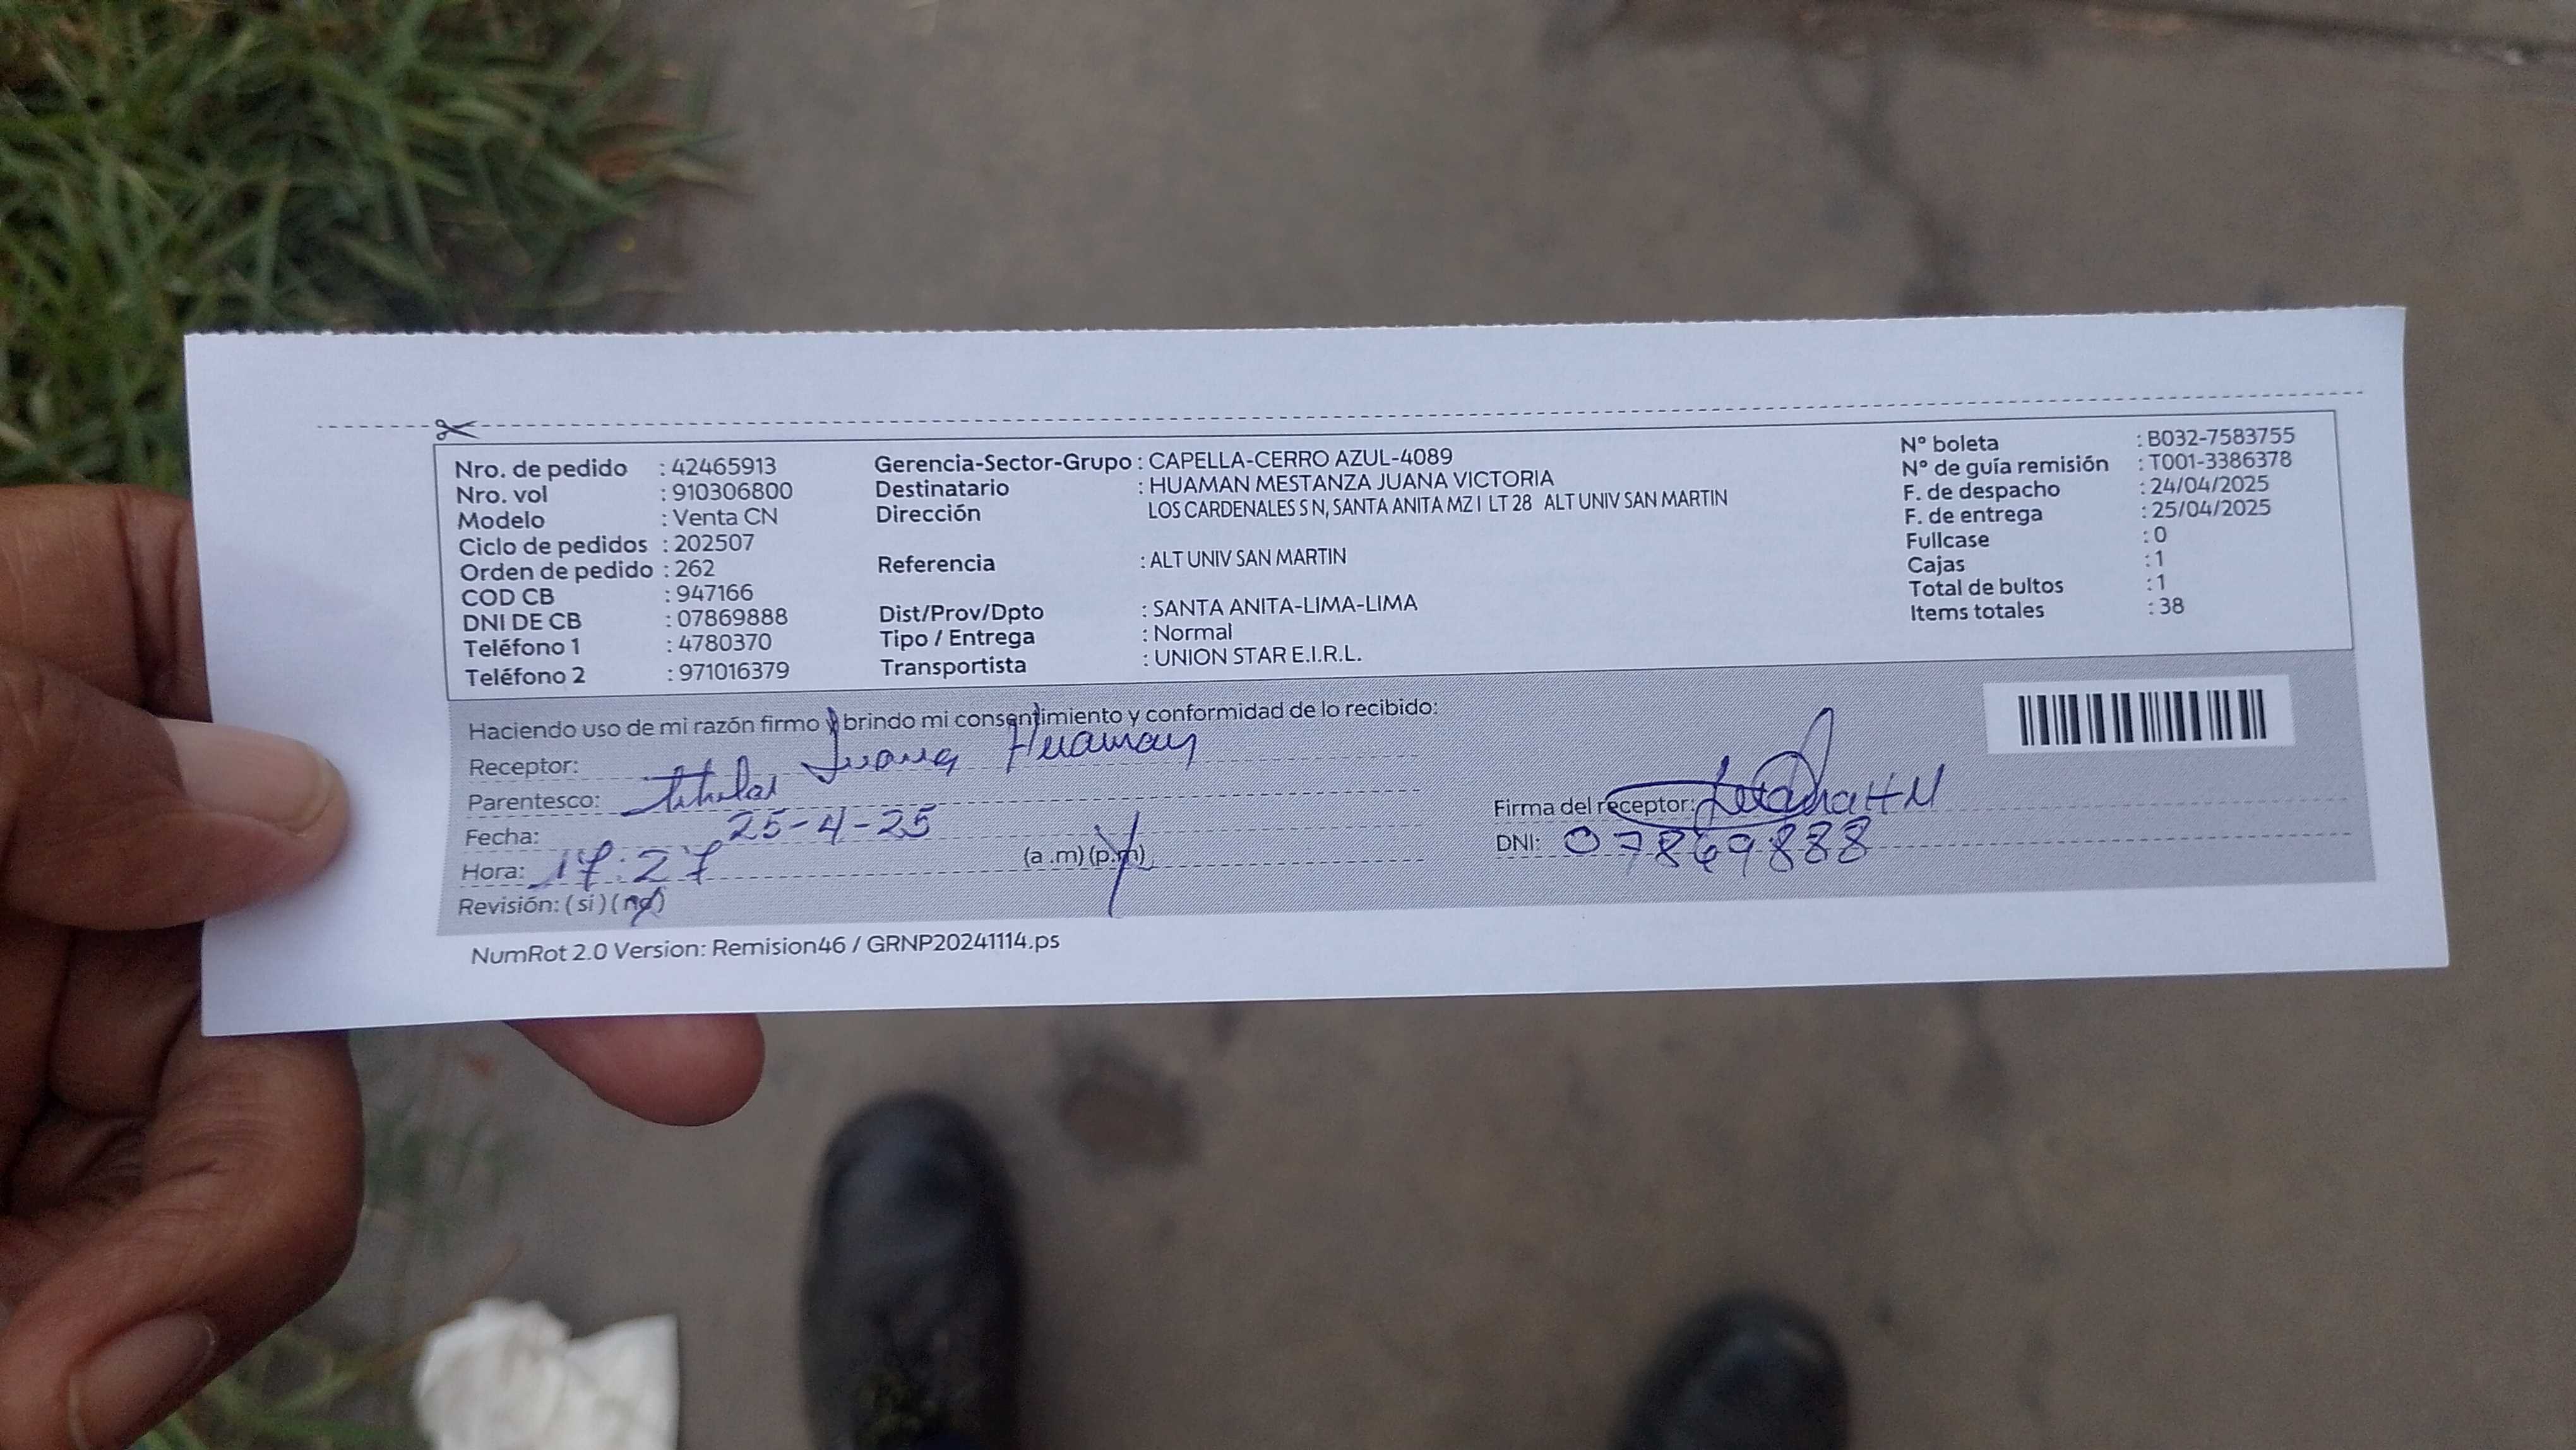 Nro. de pedido : 42465913
Nro. vol : 910306800
Modelo : Venta CN
Ciclo de pedidos : 202507
Orden de pedido : 262
COD CB : 947166
DNI DE CB : 07869888
Teléfono 1 : 4780370
Teléfono 2 : 971016379
Gerencia-Sector-Grupo : CAPELLA-CERRO AZUL-4089
Destinatario : HUAMAN MESTANZA JUANA VICTORIA
Dirección LOS CARDENALES S N, SANTA ANITA MZ I LT 28 ALT UNIV SAN MARTIN
Referencia : ALT UNIV SAN MARTIN
Dist/Prov/Dpto : SANTA ANITA-LIMA-LIMA
Tipo / Entrega : Normal
Transportista : UNION STAR E.I.R.L.
N° boleta : B032-7583755
N° de guía remisión : T001-3386378
F. de despacho : 24/04/2025
F. de entrega : 25/04/2025
Fullcase : 0
Cajas : 1
Total de bultos : 1
Items totales : 38
Haciendo uso de mi razón firmo y brindo mi consentimiento y conformidad de lo recibido:
Receptor: Juana Huaman
Parentesco: titular
Fecha: 25-4-25
Hora: 17:27 (a .m) (p.m)
Revisión: ( si ) ( no )
Firma del receptor:
DNI: 07869888
NumRot 2.0 Version: Remision46 / GRNP20241114.ps